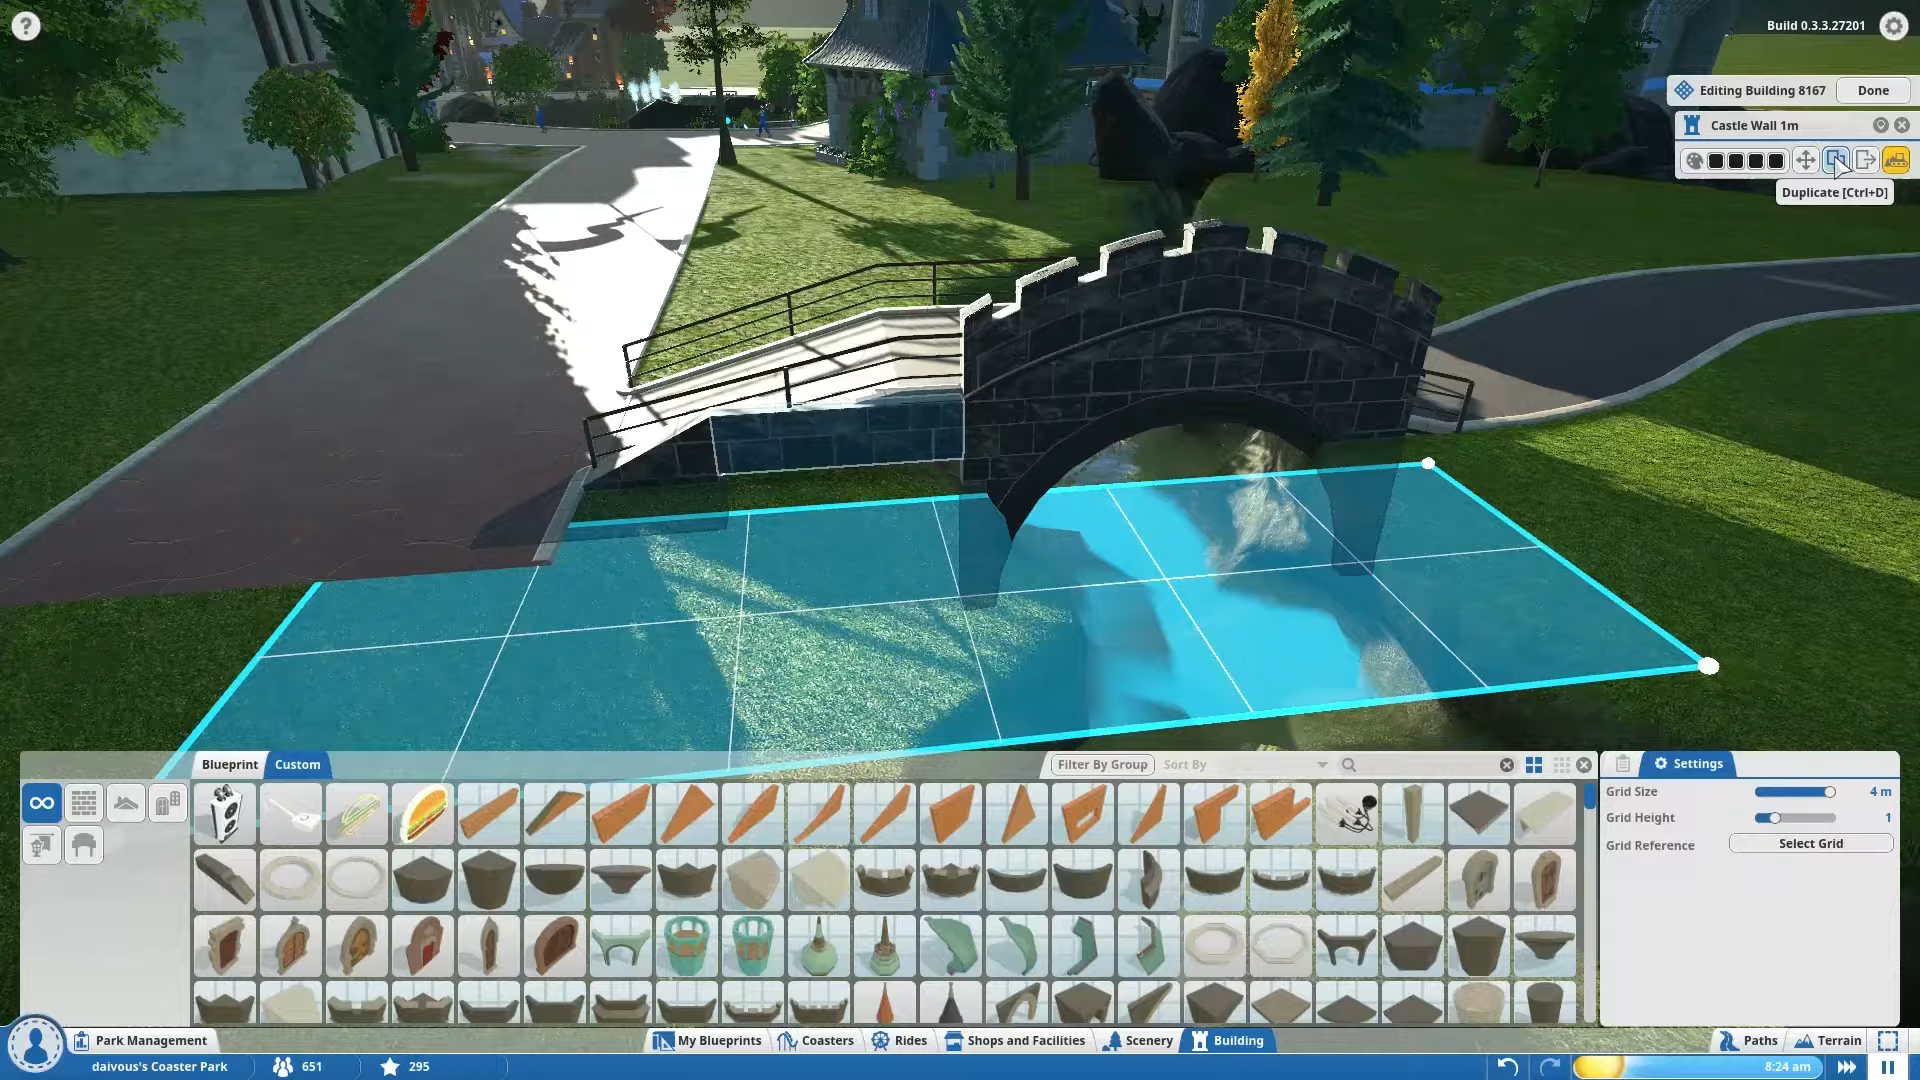 ?
Build 0.3.3.27201
Editing Building 8167
Done
Castle Wall 1m
Duplicate [Ctrl+D]
Blueprint
Custom
Filter By Group
Sort By
Settings
Grid Size
4 m
Grid Height
1
Grid Reference
Select Grid
Park Management
My Blueprints
Coasters
Rides
Shops and Facilities
Scenery
Building
Paths
Terrain
daivous's Coaster Park
651
295
8:24 am